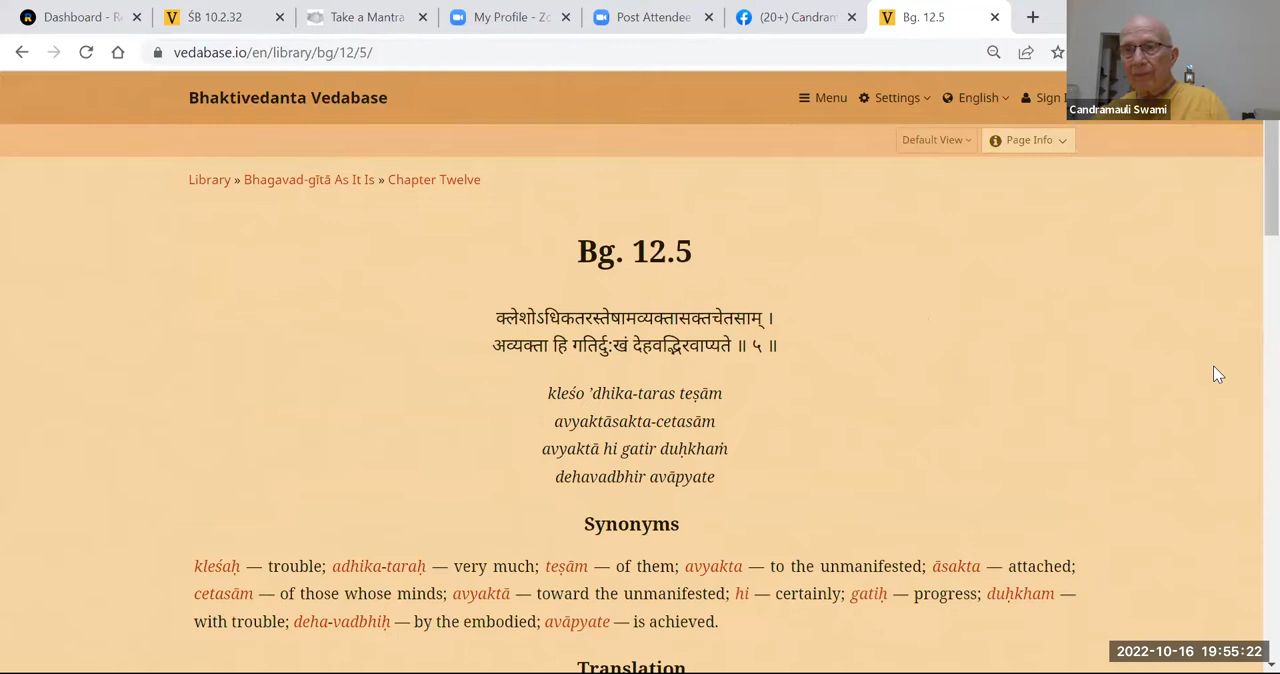 Dashboard - R
ŚB 10.2.32
Take a Mantra
My Profile - Zo
Post Attendee
(20+) Candram
Bg. 12.5
vedabase.io/en/library/bg/12/5/
Bhaktivedanta Vedabase
Menu
Settings
English
Sign
Candramauli Swami
Default View
Page Info
Library » Bhagavad-gītā As It Is » Chapter Twelve
Bg. 12.5
क्ल‍ेशोऽधिकतरस्तेषामव्यक्तासक्तचेतसाम् ।
अव्यक्ता हि गतिर्दु:खं देहवद्भ‍िरवाप्यते ॥ ५ ॥
kleśo ’dhika-taras teṣām
avyaktāsakta-cetasām
avyaktā hi gatir duḥkhaṁ
dehavadbhir avāpyate
Synonyms
kleśaḥ — trouble; adhika-taraḥ — very much; teṣām — of them; avyakta — to the unmanifested; āsakta — attached;
cetasām — of those whose minds; avyaktā — toward the unmanifested; hi — certainly; gatiḥ — progress; duḥkham —
with trouble; deha-vadbhiḥ — by the embodied; avāpyate — is achieved.
Translation
2022-10-16 19:55:22